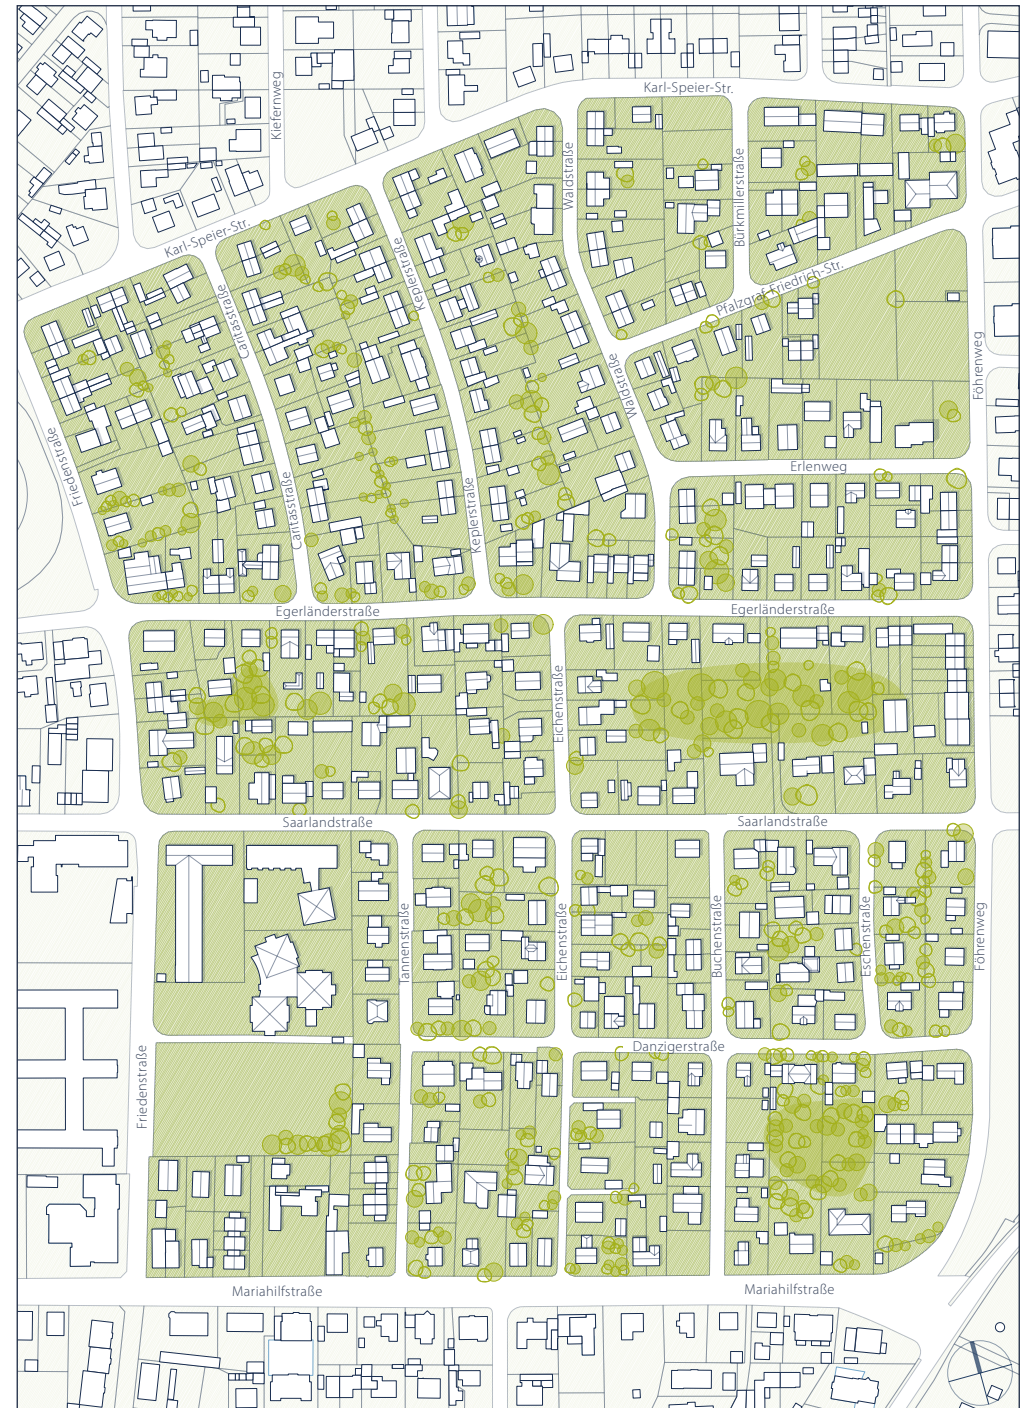 Karl-Speier-Str.
Kiefernweg
Waldstraße
Bürkmillerstraße
Karl-Speier-Str.
Keplerstraße
Pfalzgraf-Friedrich-Str.
Caritasstraße
Föhrenweg
Waldstraße
Friedenstraße
Erlenweg
Caritasstraße
Keplerstraße
Egerländerstraße
Egerländerstraße
Eichenstraße
Saarlandstraße
Saarlandstraße
Tannenstraße
Eichenstraße
Buchenstraße
Eschenstraße
Föhrenweg
Danzigerstraße
Friedenstraße
Mariahilfstraße
Mariahilfstraße